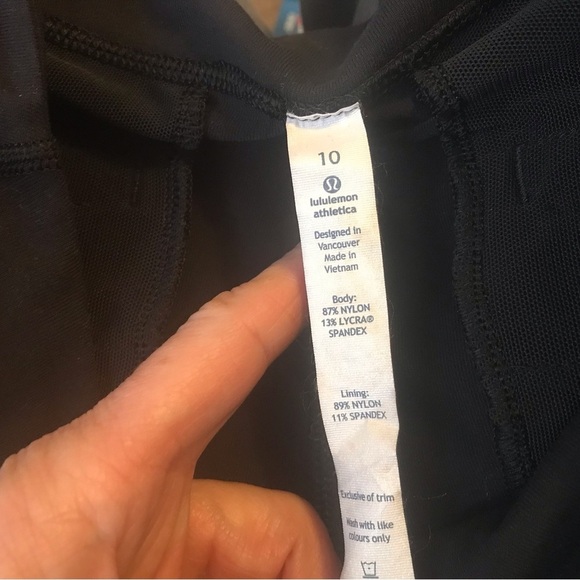 10
lululemon
athletica
Designed in
Vancouver
Made in
Vietnam
Body:
87% NYLON
13% LYCRA®
SPANDEX
Lining:
89% NYLON
11% SPANDEX
Exclusive of trim
Wash with like
colours only